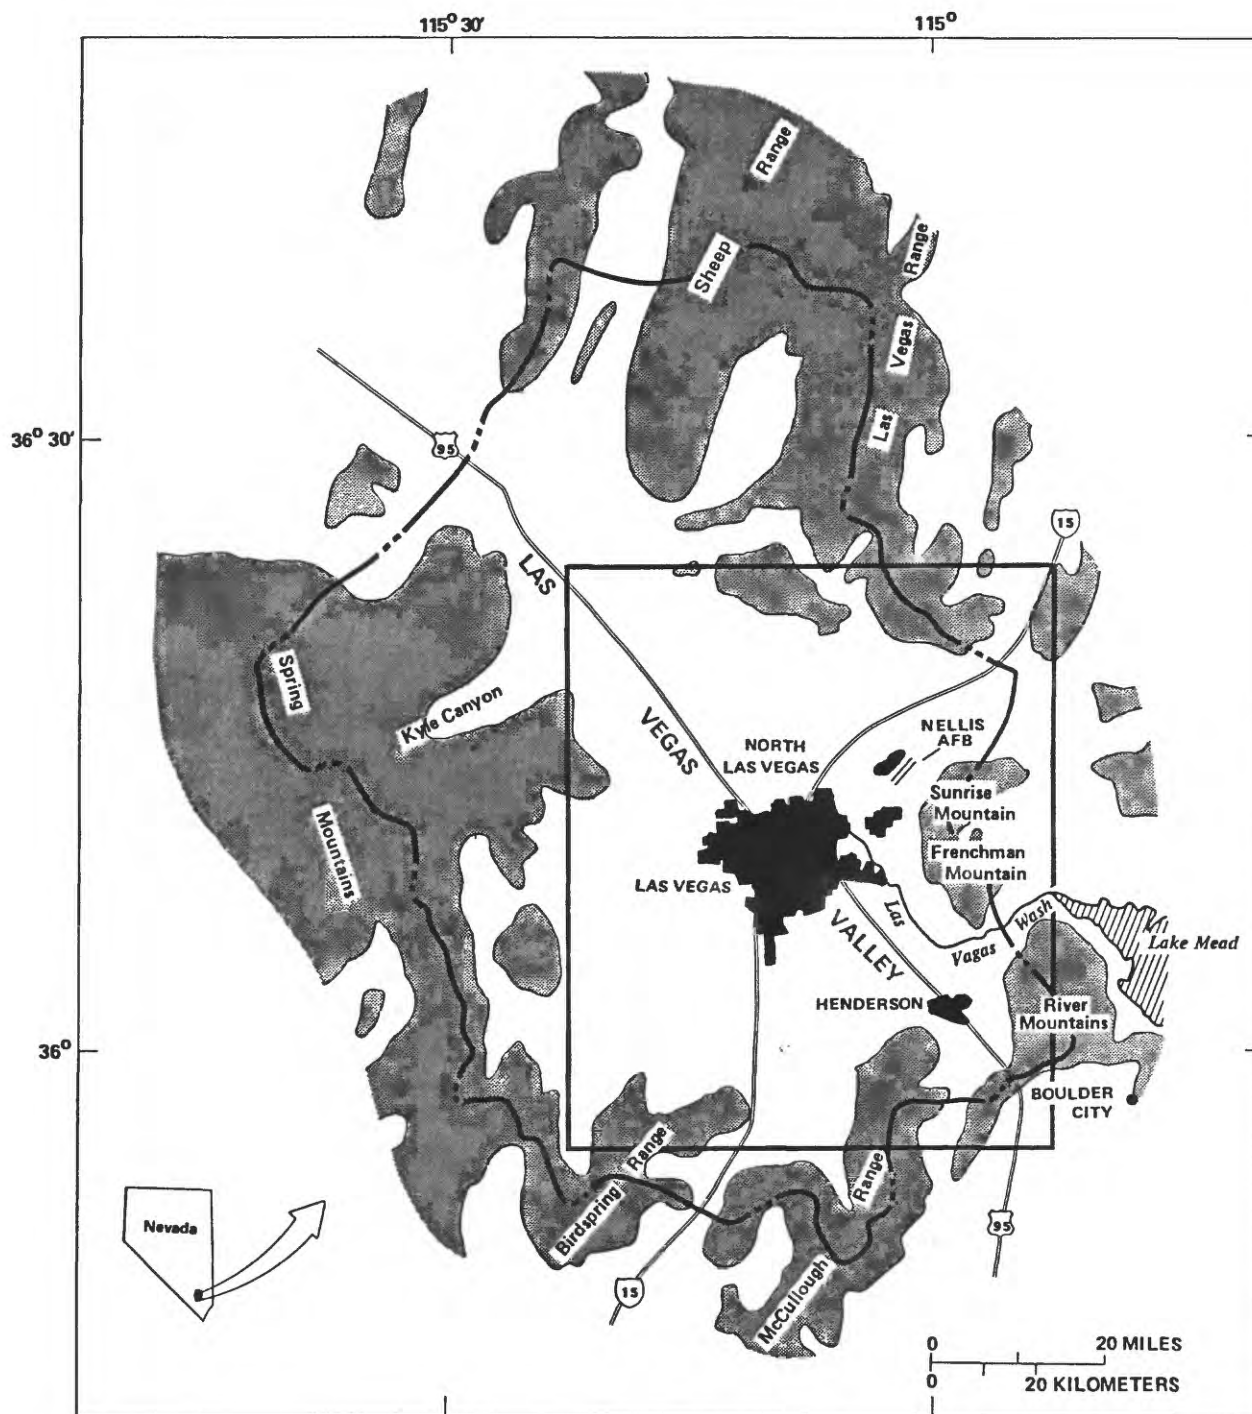 115° 30'
115°
Range
Sheep
Range
Vegas
Las
36° 30'
95
15
LAS
Spring
Kyle Canyon
VEGAS
NORTH
LAS VEGAS
NELLIS
AFB
Sunrise
Mountain
Mountains
Frenchman
Mountain
LAS VEGAS
Las
Vagas
Wash
VALLEY
Lake Mead
HENDERSON
River
Mountains
36°
BOULDER
CITY
Birdspring
Range
Range
McCullough
Nevada
95
15
0 20 MILES
0 20 KILOMETERS